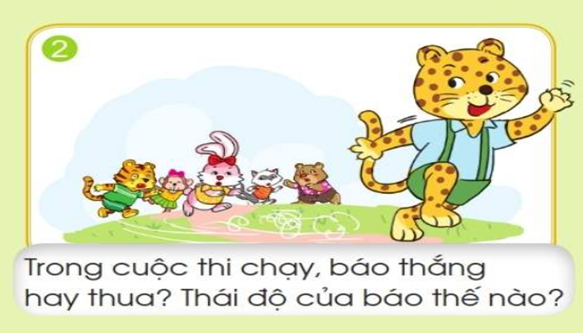 2
Trong cuộc thi chạy, báo thắng
hay thua? Thái độ của báo thế nào?